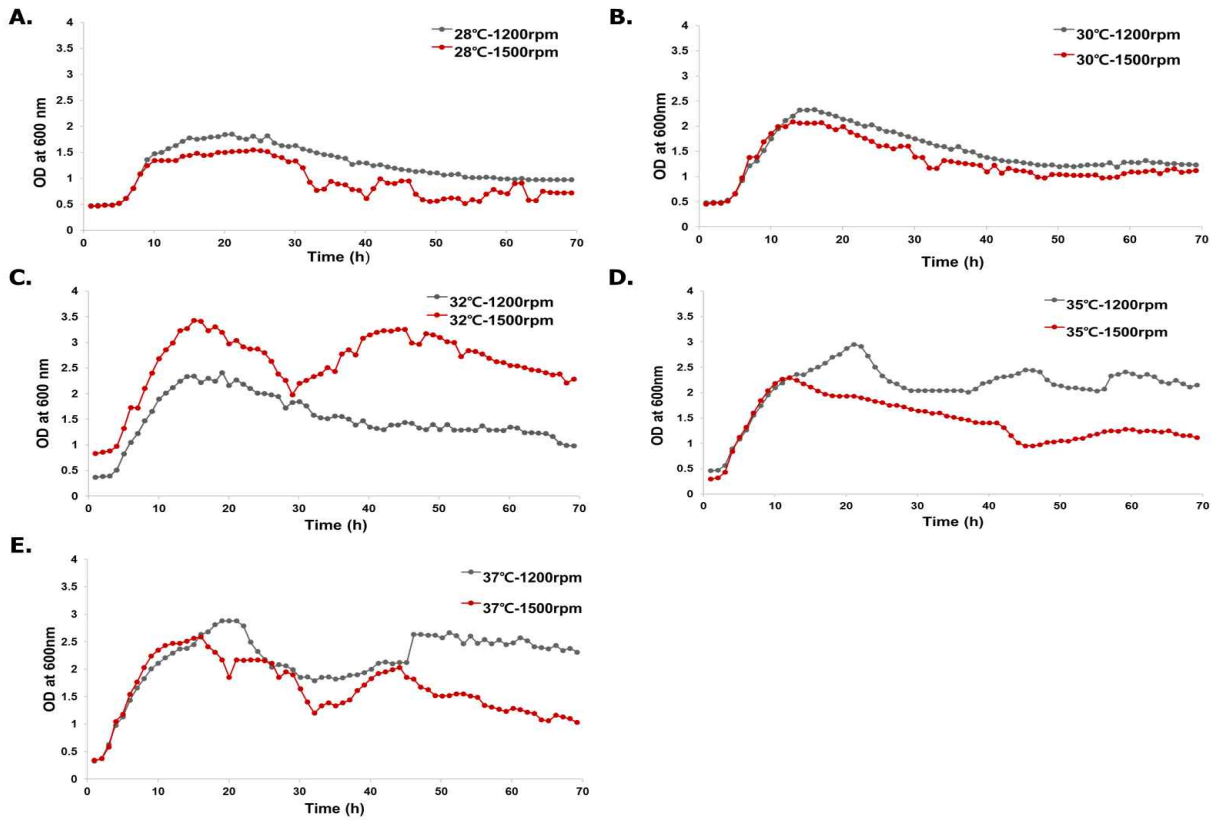 A.
4
3.5
3
2.5
2
1.5
1
0.5
0
OD at 600 nm
28℃-1200rpm
28℃-1500rpm
0 10 20 30 40 50 60 70
Time (h)
B.
4
3.5
3
2.5
2
1.5
1
0.5
0
OD at 600nm
30℃-1200rpm
30℃-1500rpm
0 10 20 30 40 50 60 70
Time (h)
C.
4
3.5
3
2.5
2
1.5
1
0.5
0
OD at 600nm
32℃-1200rpm
32℃-1500rpm
0 10 20 30 40 50 60 70
Time (h)
D.
4
3.5
3
2.5
2
1.5
1
0.5
0
OD at 600nm
35℃-1200rpm
35℃-1500rpm
0 10 20 30 40 50 60 70
Time (h)
E.
4
3.5
3
2.5
2
1.5
1
0.5
0
OD at 600nm
37℃-1200rpm
37℃-1500rpm
0 10 20 30 40 50 60 70
Time (h)